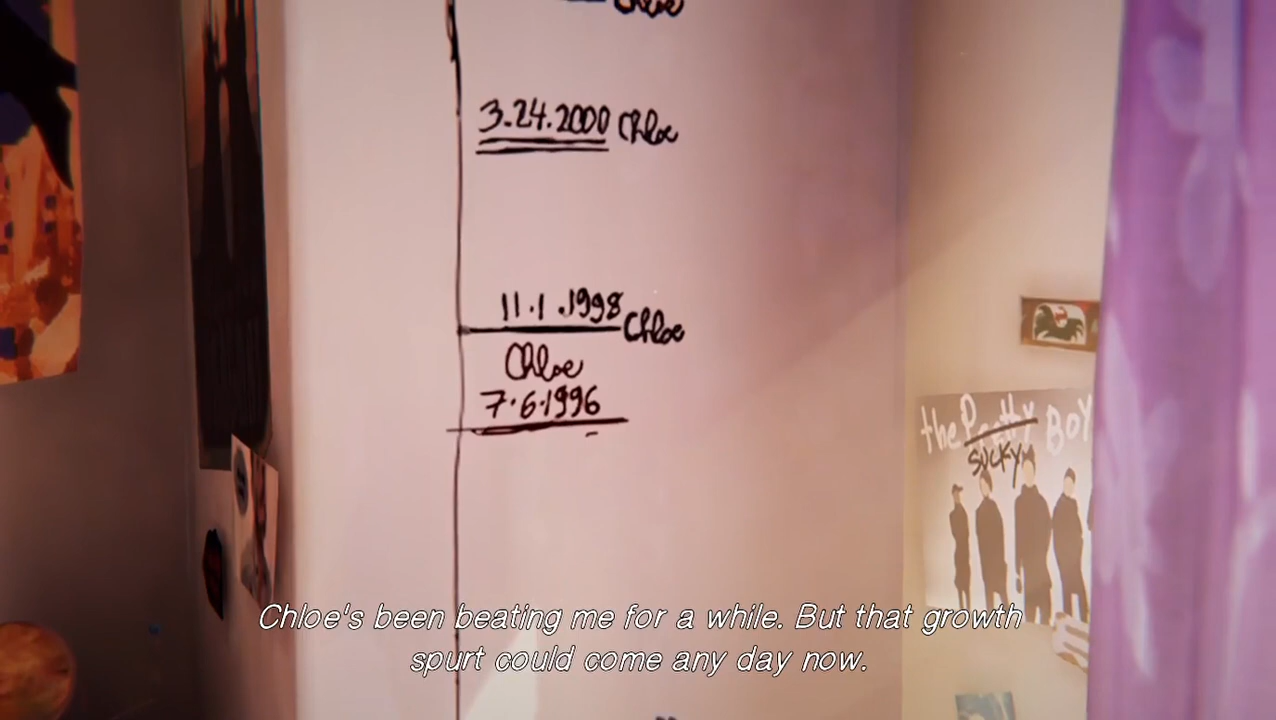 Chloe
3.24.2000 Chloe
11.1.1998 Chloe
Chloe
7.6.1996
the Pretty BOY
SUCKY
Chloe's been beating me for a while. But that growth
spurt could come any day now.